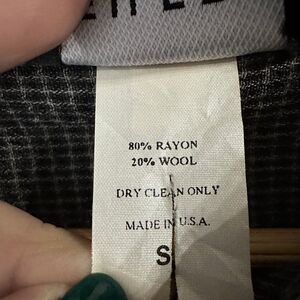 80% RAYON
20% WOOL
DRY CLEAN ONLY
MADE IN U.S.A.
S